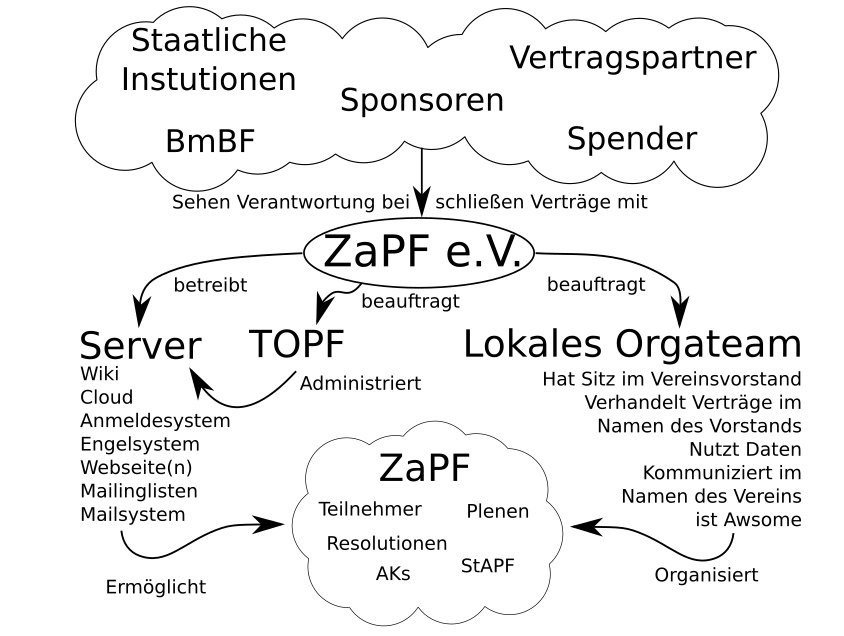 Staatliche
Instutionen
Vertragspartner
Sponsoren
BmBF
Spender
Sehen Verantwortung bei
schließen Verträge mit
ZaPF e.V.
betreibt
beauftragt
beauftragt
Server
TOPF
Lokales Orgateam
Wiki
Cloud
Anmeldesystem
Engelsystem
Webseite(n)
Mailinglisten
Mailsystem
Administriert
Hat Sitz im Vereinsvorstand
Verhandelt Verträge im
Namen des Vorstands
Nutzt Daten
Kommuniziert im
Namen des Vereins
ist Awsome
ZaPF
Teilnehmer
Plenen
Resolutionen
AKs
StAPF
Ermöglicht
Organisiert